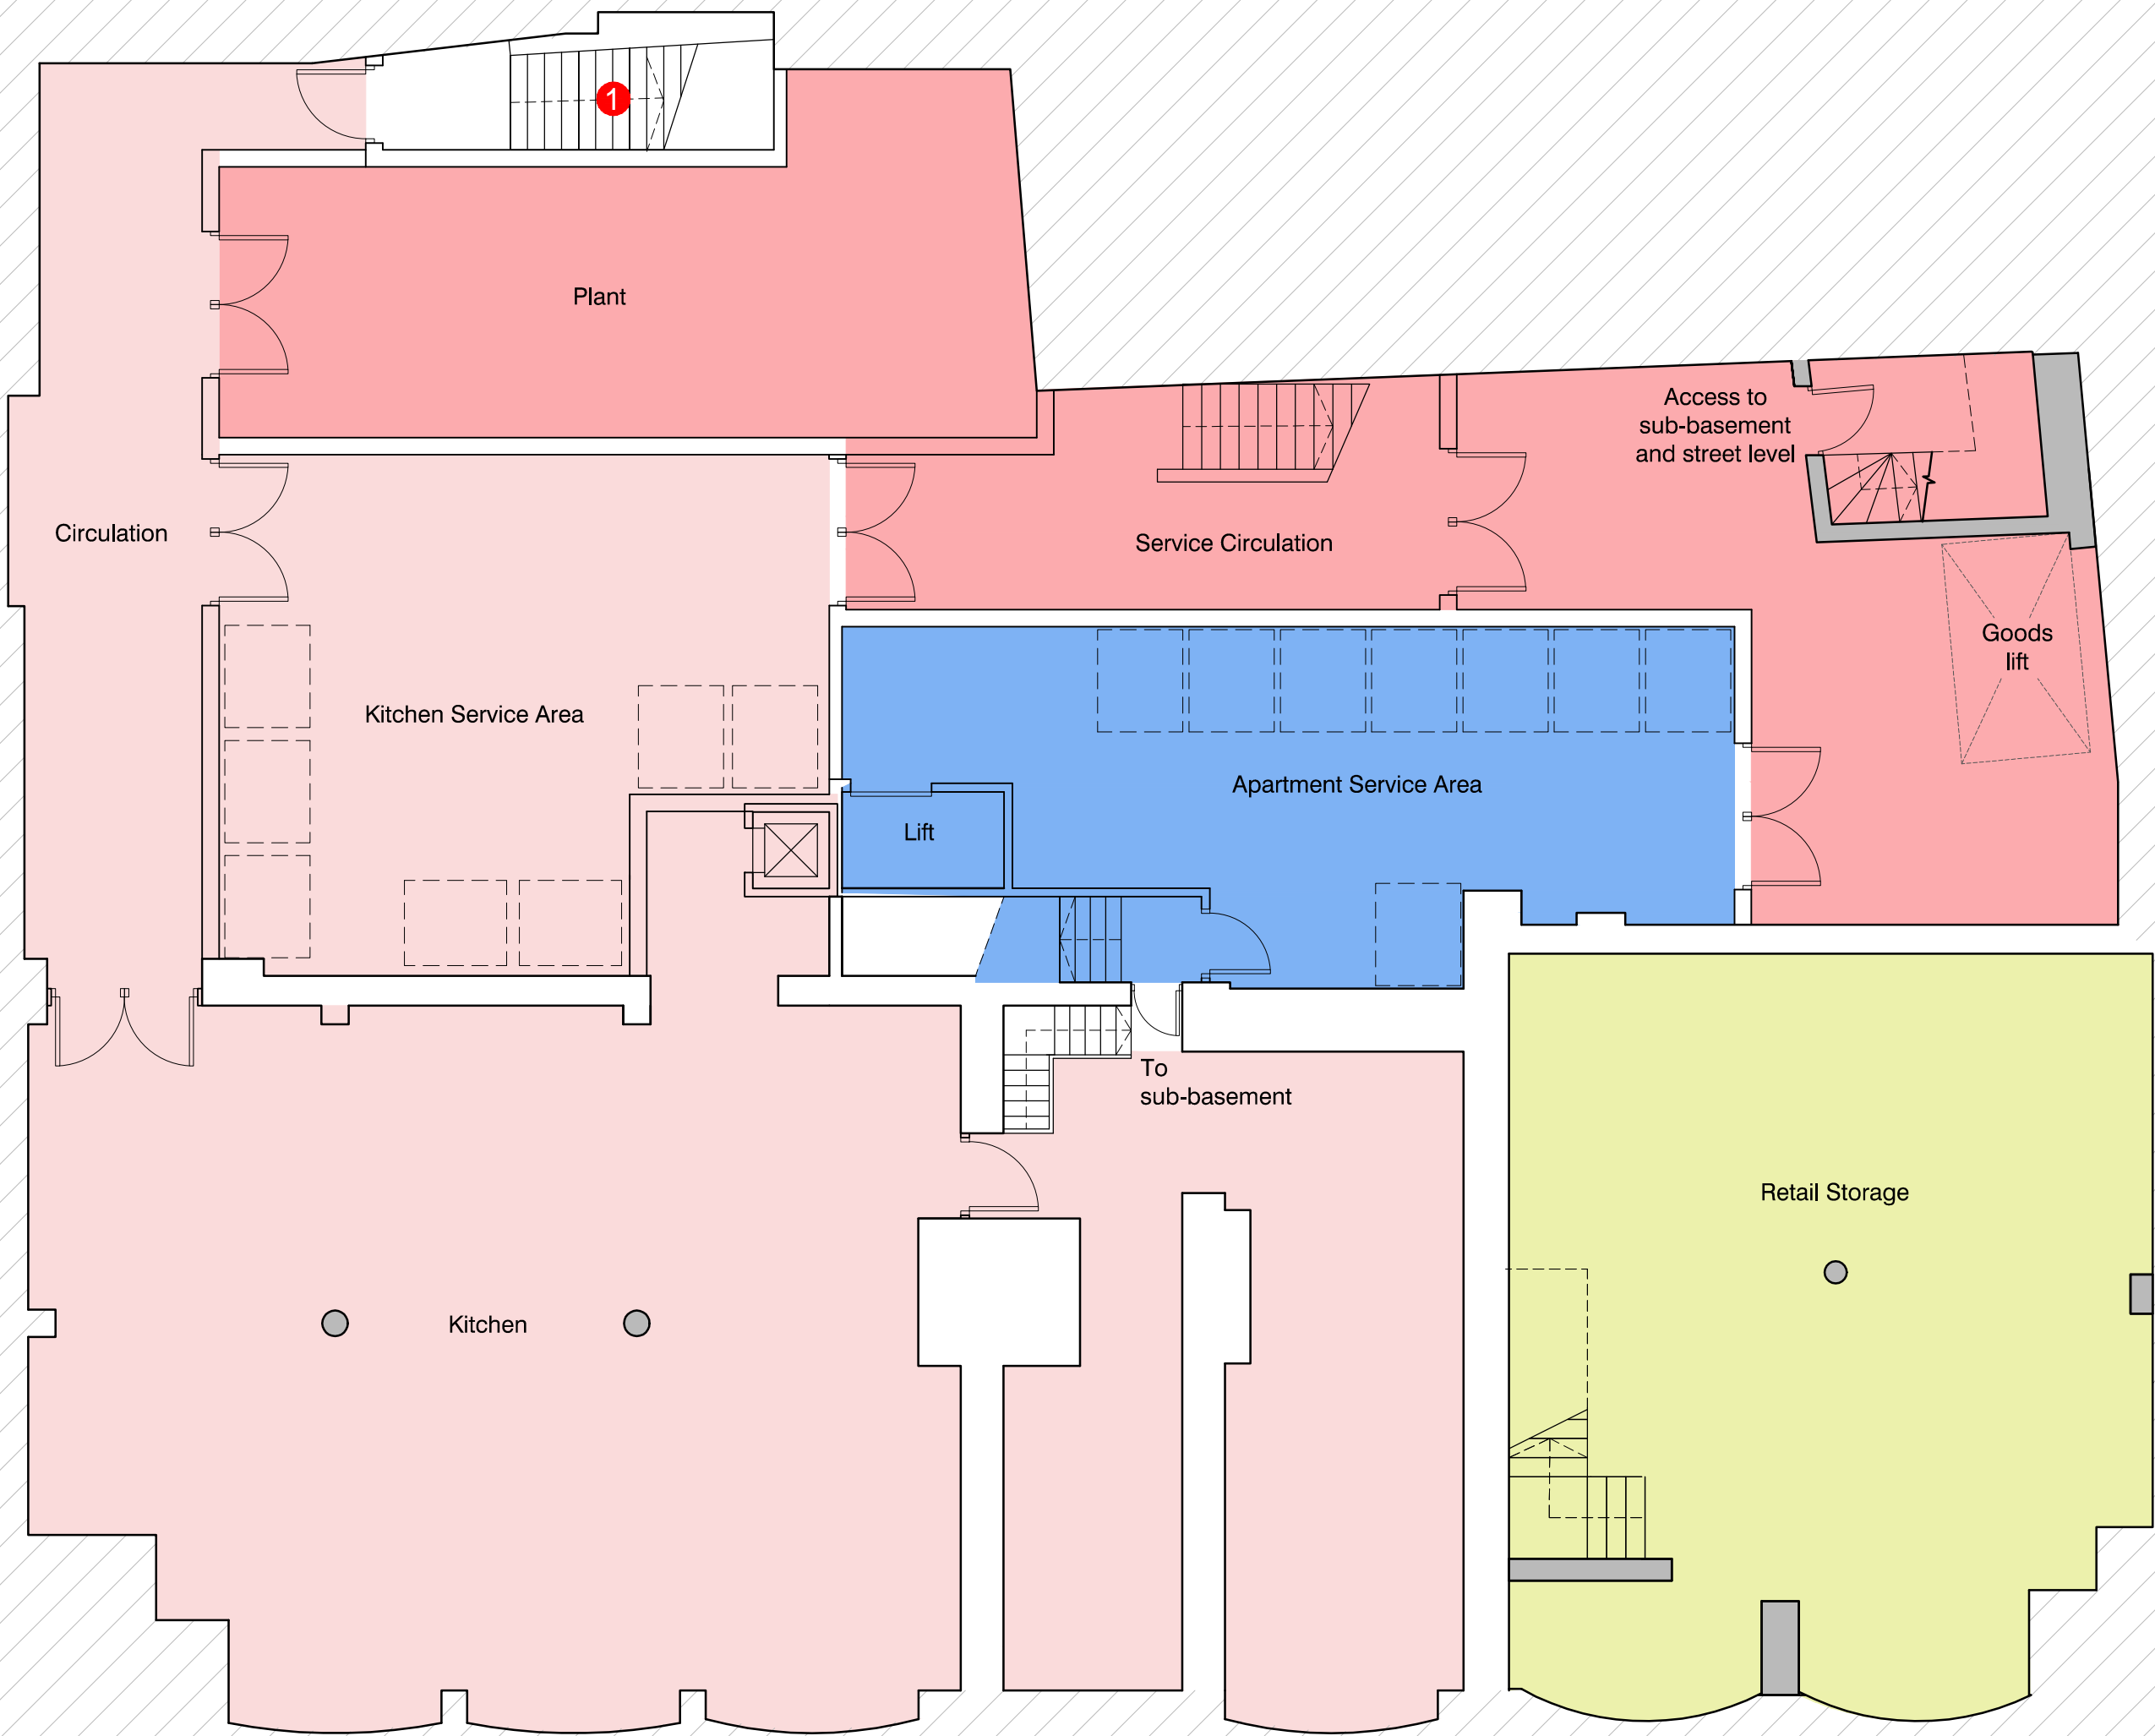 1
Plant
Access to
sub-basement
and street level
Circulation
Service Circulation
Goods
lift
Kitchen Service Area
Apartment Service Area
Lift
To
sub-basement
Retail Storage
Kitchen